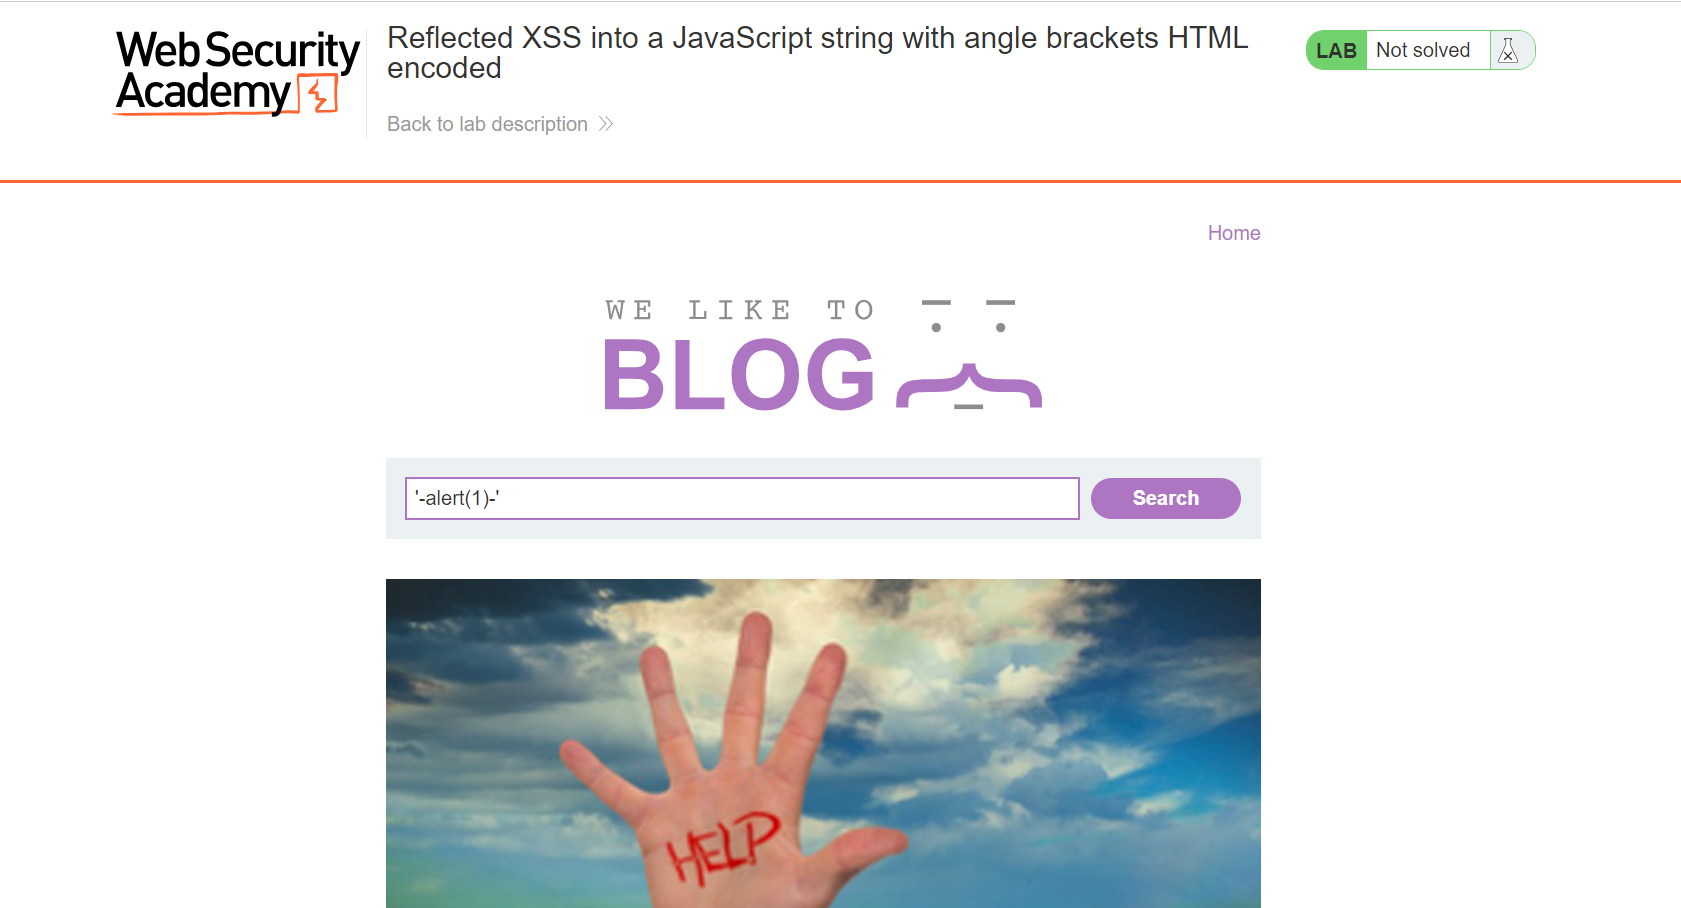 Web Security
Academy
Reflected XSS into a JavaScript string with angle brackets HTML
encoded
Back to lab description
LAB Not solved
Home
WE LIKE TO
BLOG
'-alert(1)-'
Search
HELP